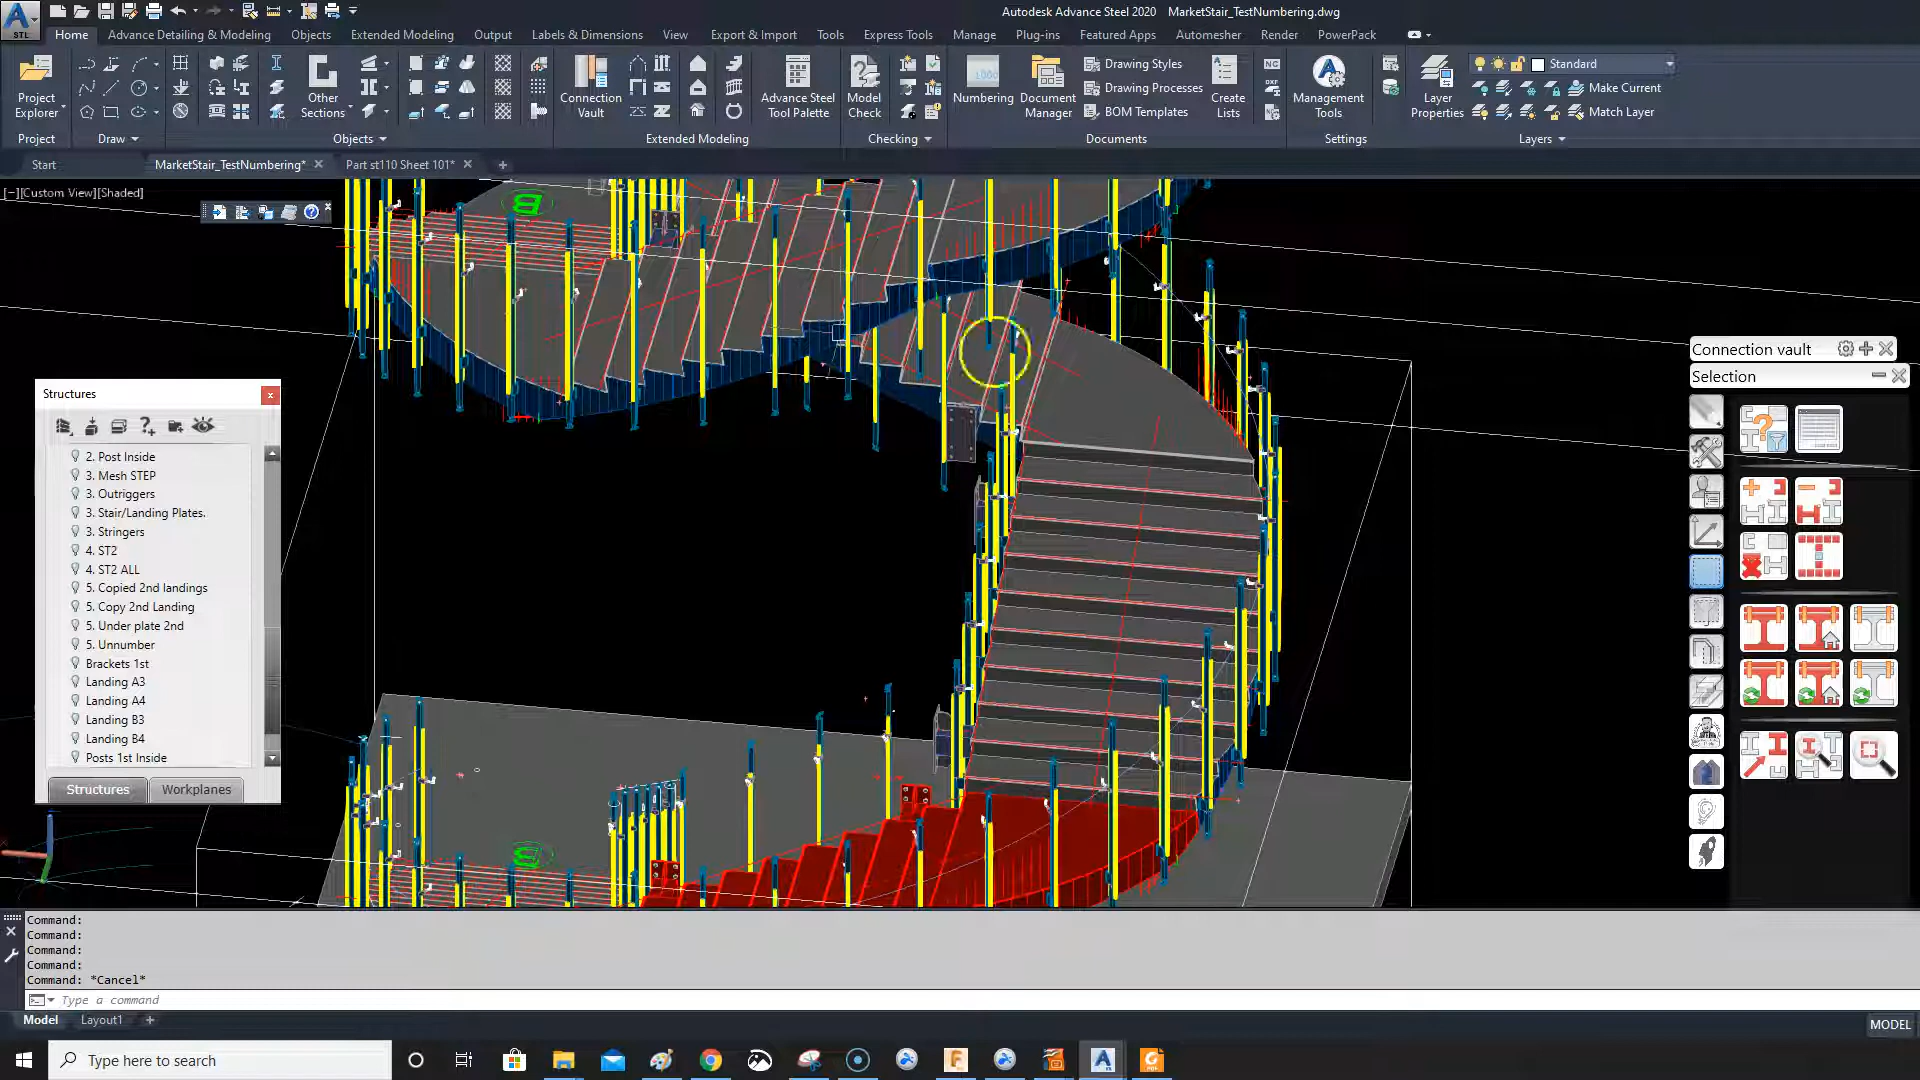 Autodesk Advance Steel 2020 MarketStair_TestNumbering.dwg
STL
Home Advance Detailing & Modeling Objects Extended Modeling Output Labels & Dimensions View Export & Import Tools Express Tools Manage Plug-ins Featured Apps Automesher Render PowerPack
Project Explorer
Other Sections
Connection Vault
Advance Steel Tool Palette
Model Check
1000
Numbering
Document Manager
Drawing Styles
Drawing Processes
BOM Templates
Create Lists
NC
DXF
Management Tools
Layer Properties
Standard
Make Current
Match Layer
Project Draw Objects Extended Modeling Checking Documents Settings Layers
Start MarketStair_TestNumbering* Part st110 Sheet 101*
[−][Custom View][Shaded]
B
Structures
2. Post Inside
3. Mesh STEP
3. Outriggers
3. Stair/Landing Plates.
3. Stringers
4. ST2
4. ST2 ALL
5. Copied 2nd landings
5. Copy 2nd Landing
5. Under plate 2nd
5. Unnumber
Brackets 1st
Landing A3
Landing A4
Landing B3
Landing B4
Posts 1st Inside
Structures Workplanes
B
Connection vault
Selection
Command:
Command:
Command:
Command:
Command: *Cancel*
Type a command
Model Layout1
MODEL
Type here to search